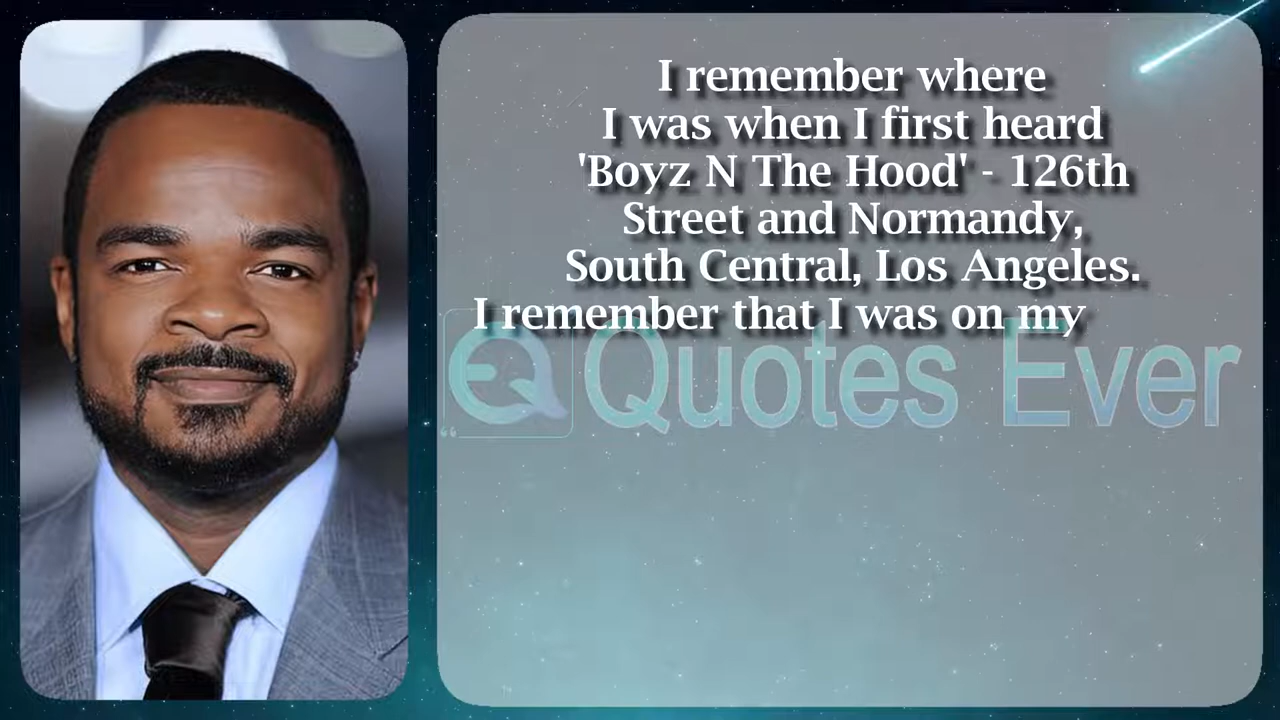 I remember where
I was when I first heard
'Boyz N The Hood' - 126th
Street and Normandy,
South Central, Los Angeles.
I remember that I was on my
EQ Quotes Ever
“